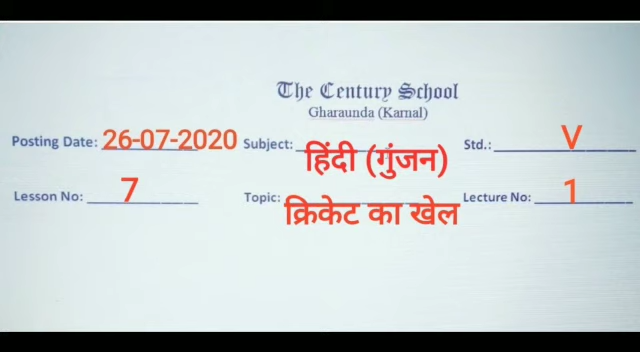 The Century School
Gharaunda (Karnal)
Posting Date: 26-07-2020 Subject: हिंदी (गुंजन) Std.: V
Lesson No: 7 Topic: क्रिकेट का खेल Lecture No: 1